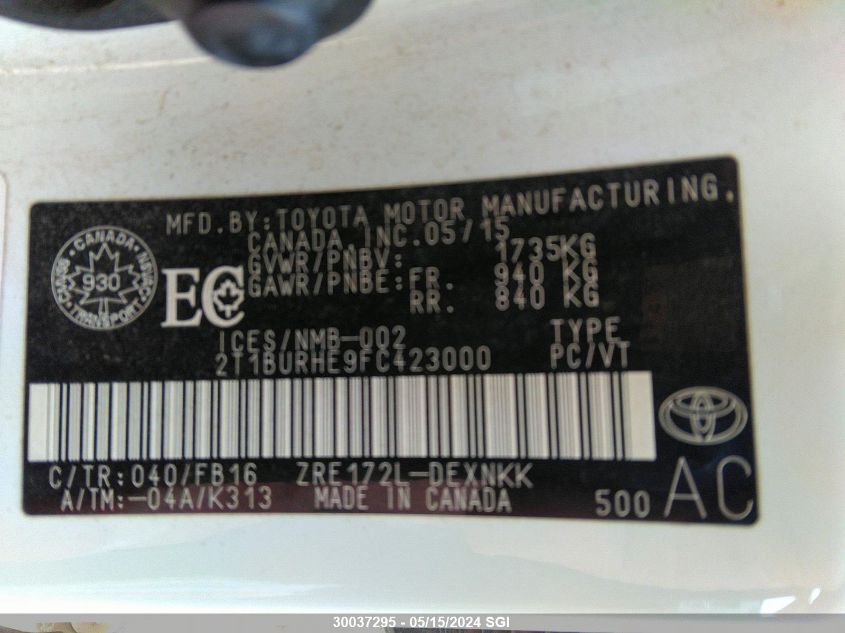 MFD.BY:TOYOTA MOTOR MANUFACTURING.
CANADA INC.05/15
GVWR/PNBV: 1735KG
GAWR/PNBE:FR. 940 KG
RR. 840 KG
CANADA
930
TRANSPORT
EC
ICES/NMB-002 TYPE
2T1BURHE9FC423000 PC/VT
C/TR:040/FB16 ZRE172L-DEXNKK
A/TM:-04A/K313 MADE IN CANADA 500 AC
30037295 - 05/15/2024 SGI